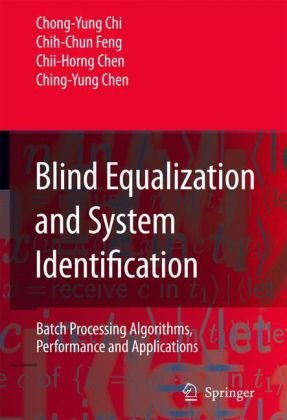 Chong-Yung Chi
Chih-Chun Feng
Chii-Horng Chen
Ching-Yung Chen
Blind Equalization
and System
Identification
Batch Processing Algorithms,
Performance and Applications
Springer